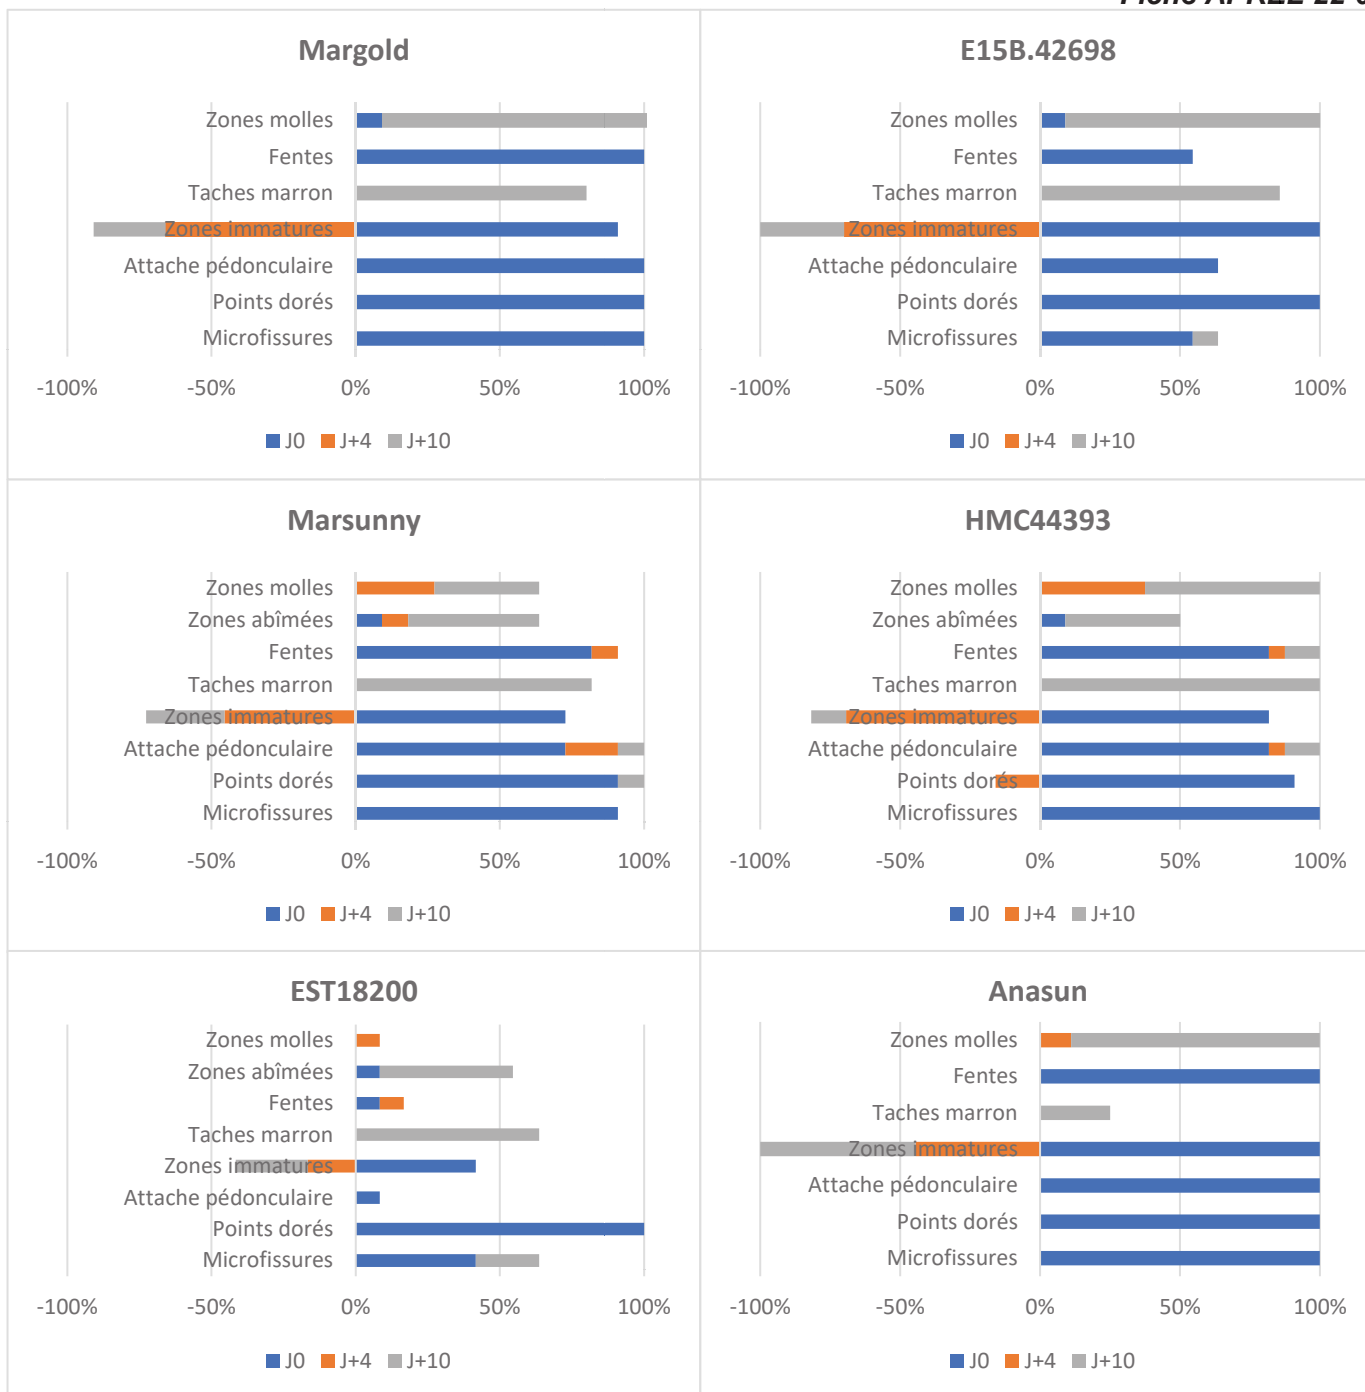 Margold
Zones molles
Fentes
Taches marron
Zones immatures
Attache pédonculaire
Points dorés
Microfissures
-100% -50% 0% 50% 100%
J0 J+4 J+10
E15B.42698
Zones molles
Fentes
Taches marron
Zones immatures
Attache pédonculaire
Points dorés
Microfissures
-100% -50% 0% 50% 100%
J0 J+4 J+10
Marsunny
Zones molles
Zones abîmées
Fentes
Taches marron
Zones immatures
Attache pédonculaire
Points dorés
Microfissures
-100% -50% 0% 50% 100%
J0 J+4 J+10
HMC44393
Zones molles
Zones abîmées
Fentes
Taches marron
Zones immatures
Attache pédonculaire
Points dorés
Microfissures
-100% -50% 0% 50% 100%
J0 J+4 J+10
EST18200
Zones molles
Zones abîmées
Fentes
Taches marron
Zones immatures
Attache pédonculaire
Points dorés
Microfissures
-100% -50% 0% 50% 100%
J0 J+4 J+10
Anasun
Zones molles
Fentes
Taches marron
Zones immatures
Attache pédonculaire
Points dorés
Microfissures
-100% -50% 0% 50% 100%
J0 J+4 J+10